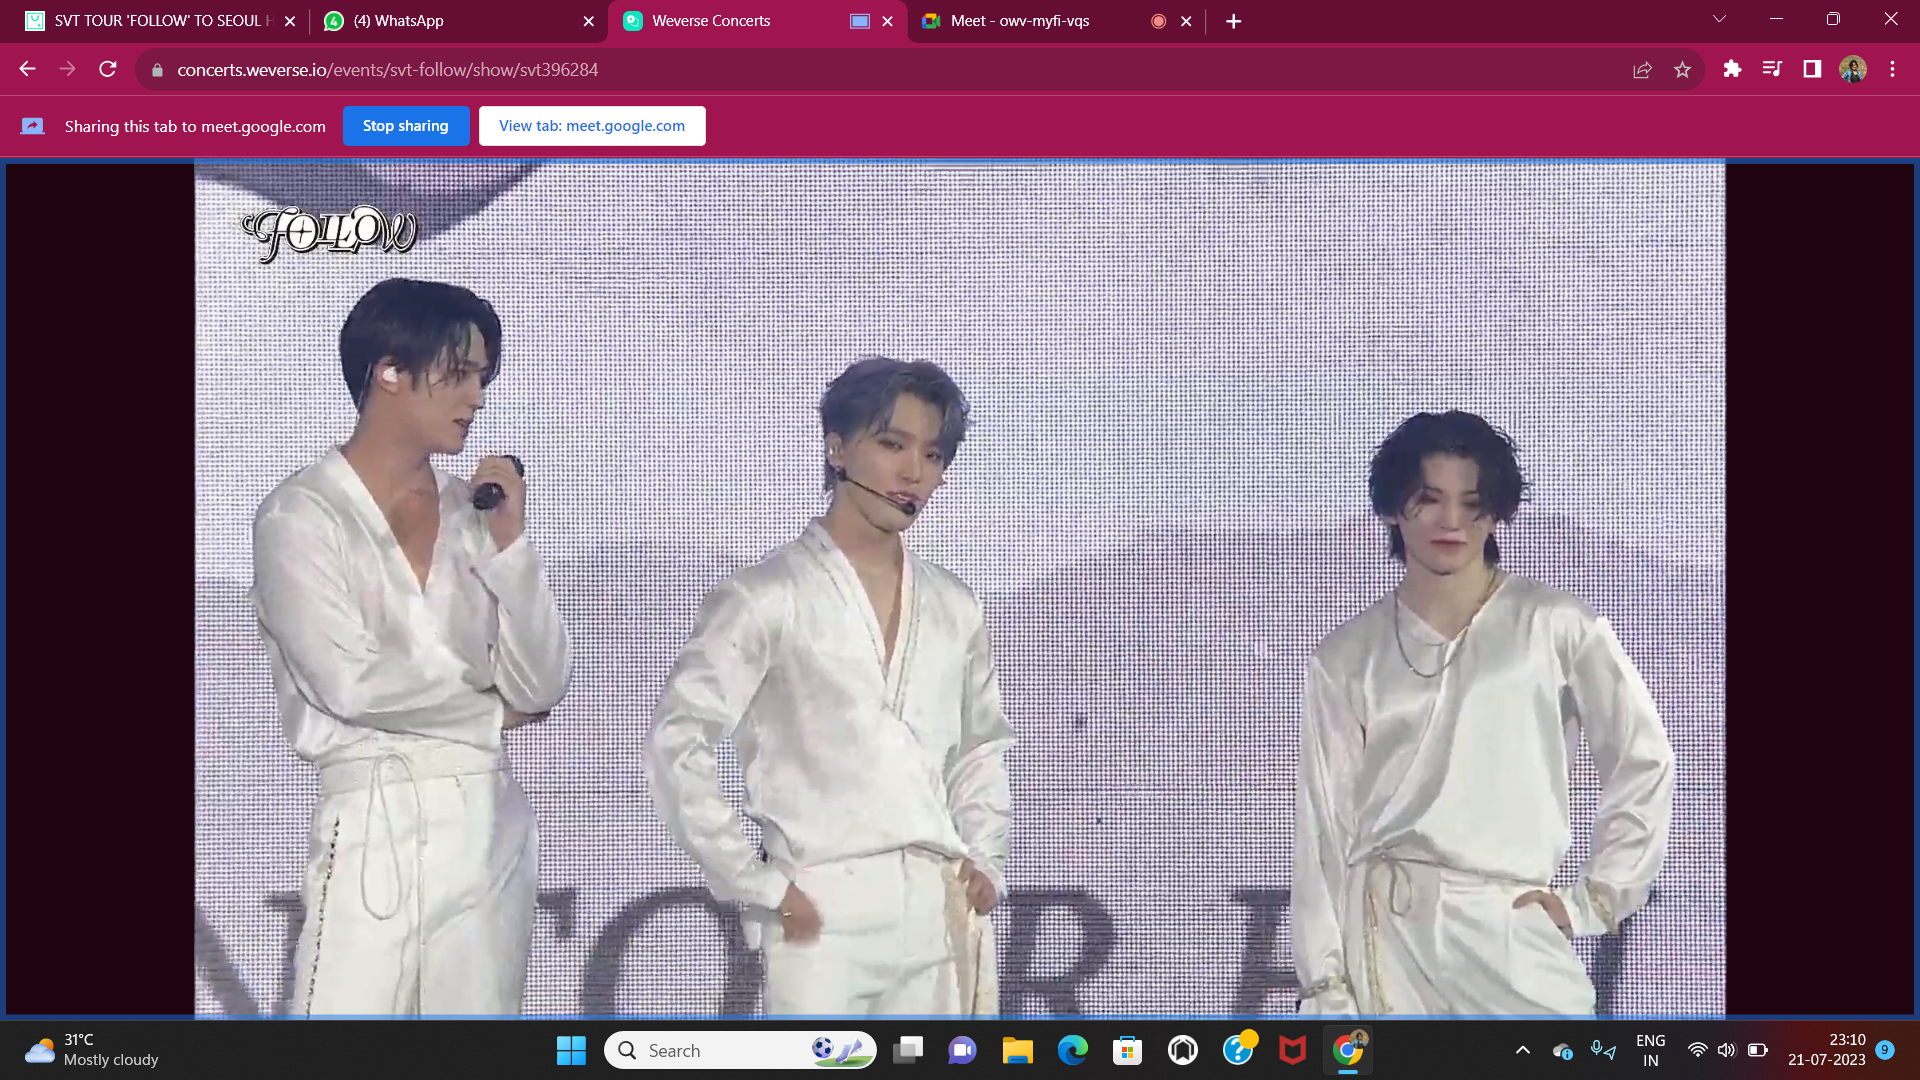 SVT TOUR 'FOLLOW' TO SEOUL H
(4) WhatsApp
Weverse Concerts
Meet - owv-myfi-vqs
concerts.weverse.io/events/svt-follow/show/svt396284
Sharing this tab to meet.google.com
Stop sharing
View tab: meet.google.com
FOLLOW
31°C
Mostly cloudy
Search
ENG
IN
23:10
21-07-2023
9